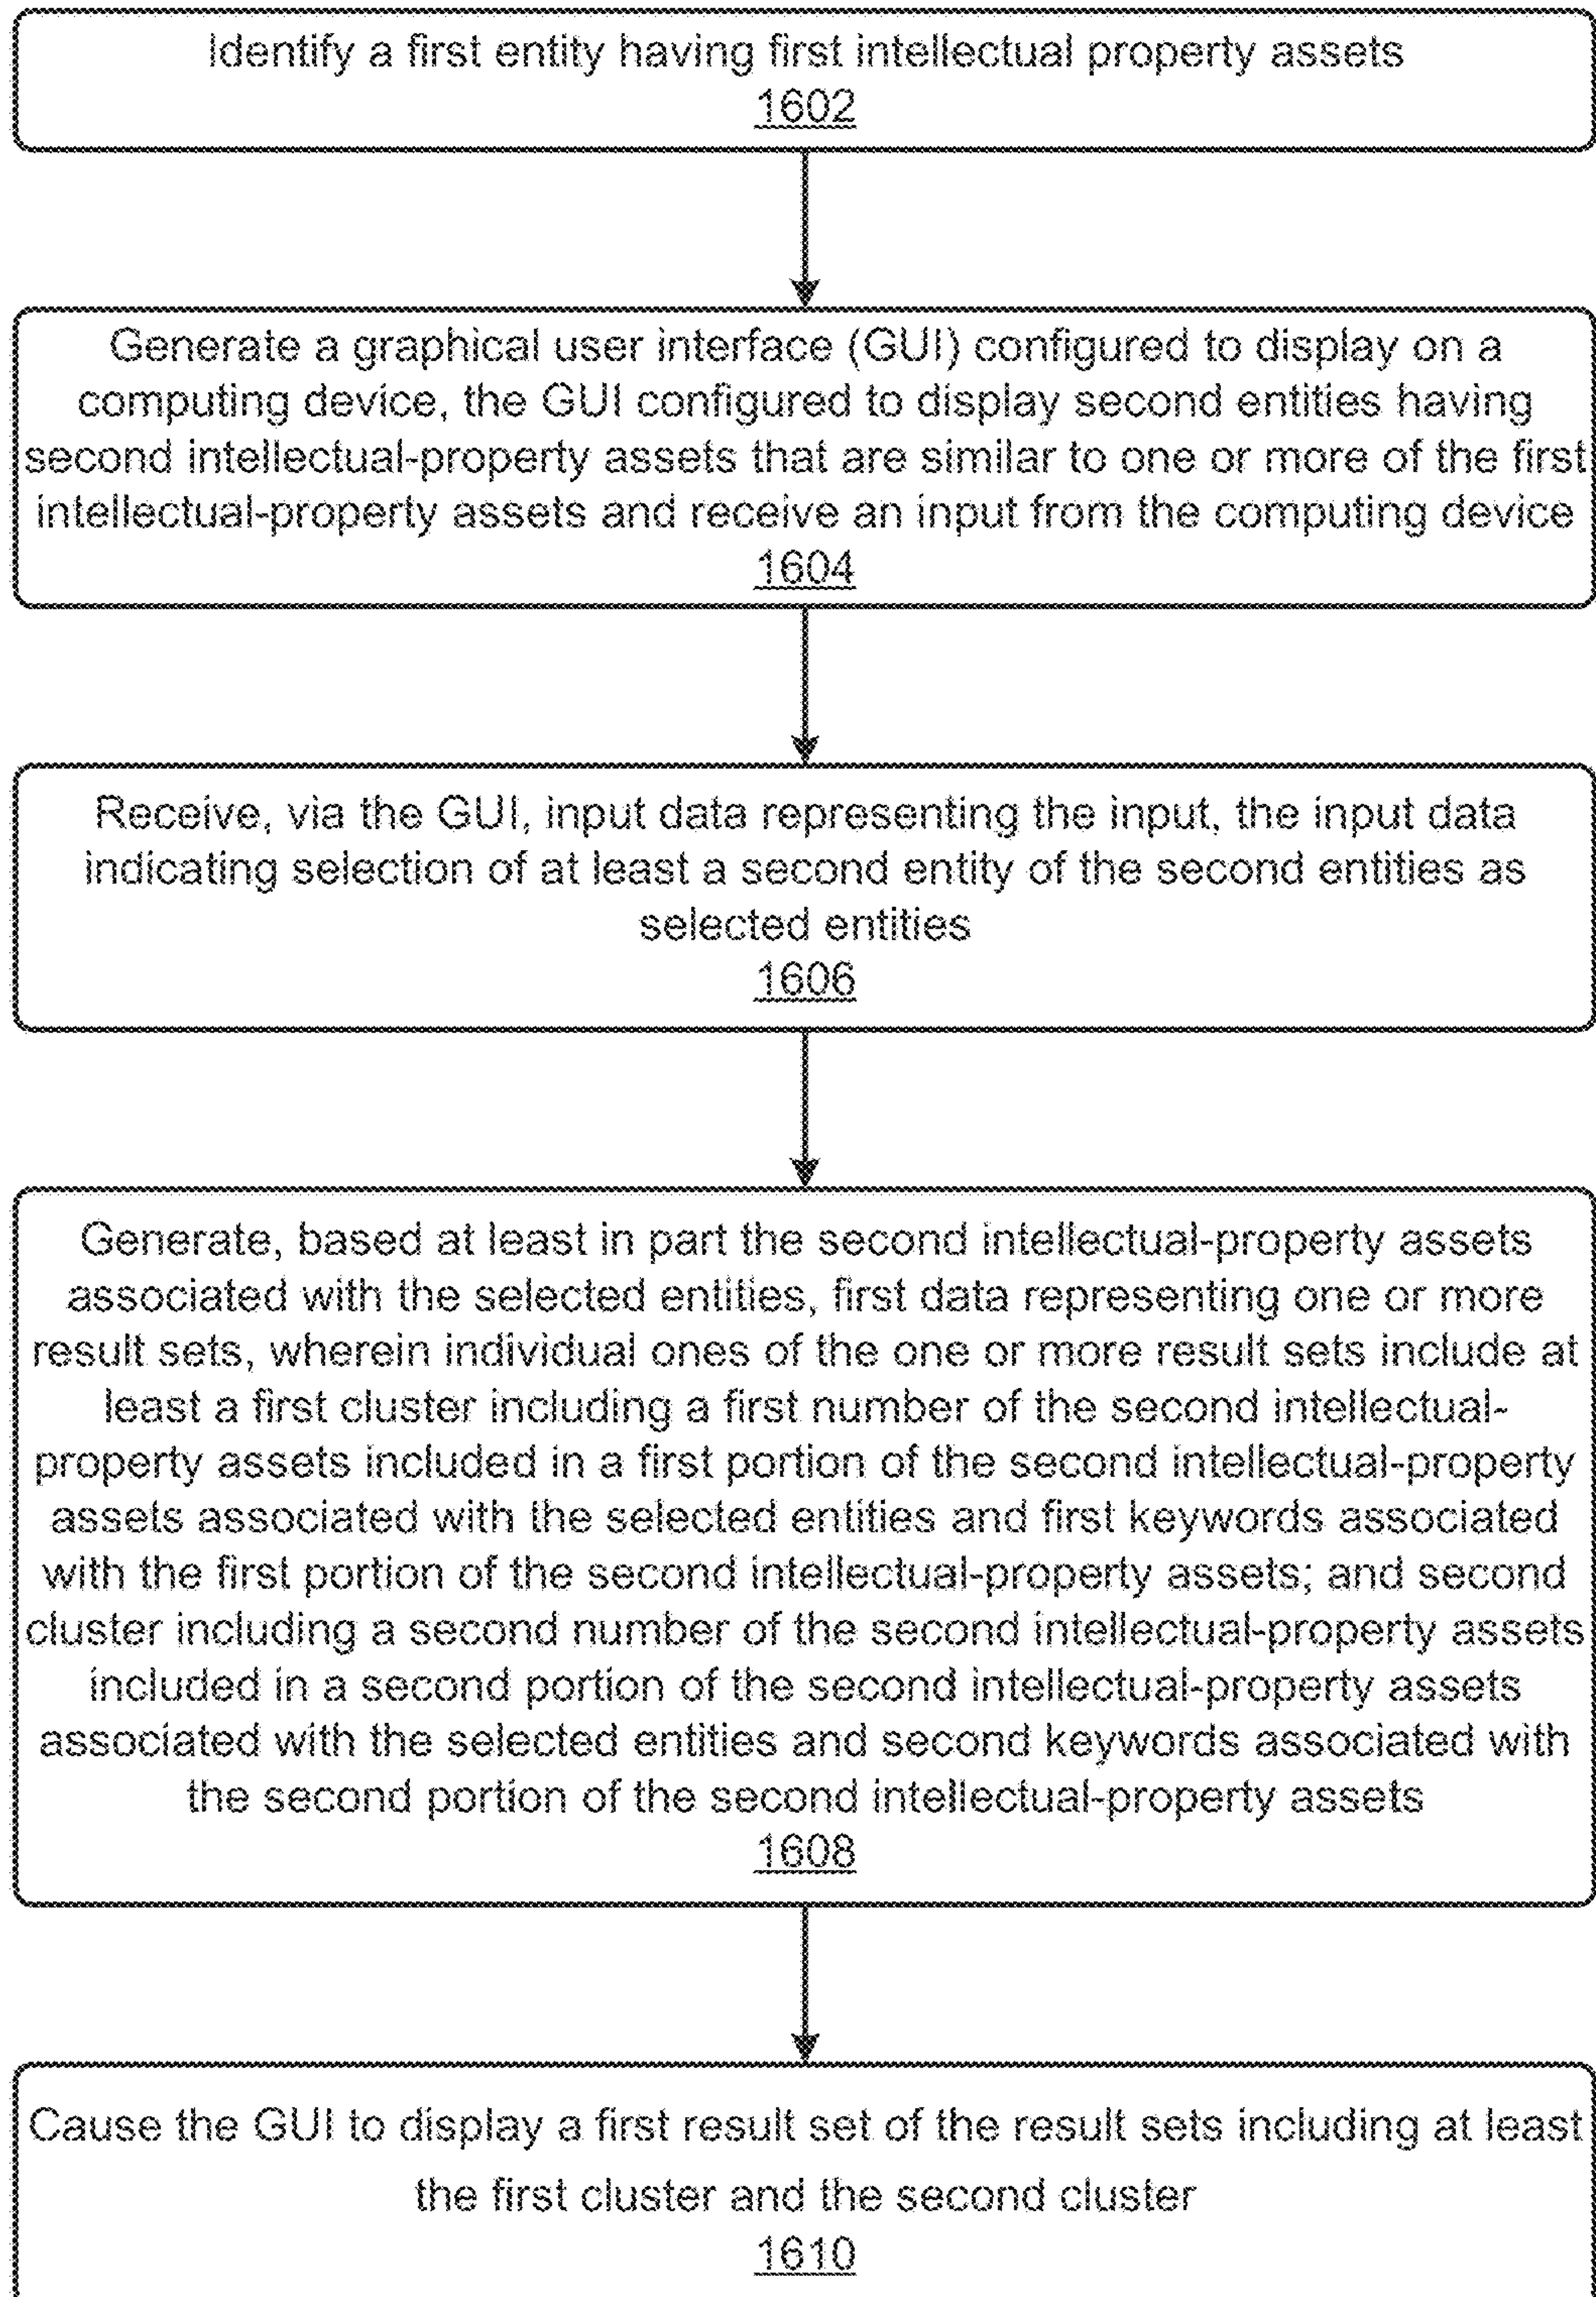 Identify a first entity having first intellectual property assets
1602
Generate a graphical user interface (GUI) configured to display on a
computing device, the GUI configured to display second entities having
second intellectual-property assets that are similar to one or more of the first
intellectual-property assets and receive an input from the computing device
1604
Receive, via the GUI, input data representing the input, the input data
indicating selection of at least a second entity of the second entities as
selected entities
1606
Generate, based at least in part the second intellectual-property assets
associated with the selected entities, first data representing one or more
result sets, wherein individual ones of the one or more result sets include at
least a first cluster including a first number of the second intellectual-
property assets included in a first portion of the second intellectual-property
assets associated with the selected entities and first keywords associated
with the first portion of the second intellectual-property assets; and second
cluster including a second number of the second intellectual-property assets
included in a second portion of the second intellectual-property assets
associated with the selected entities and second keywords associated with
the second portion of the second intellectual-property assets
1608
Cause the GUI to display a first result set of the result sets including at least
the first cluster and the second cluster
1610